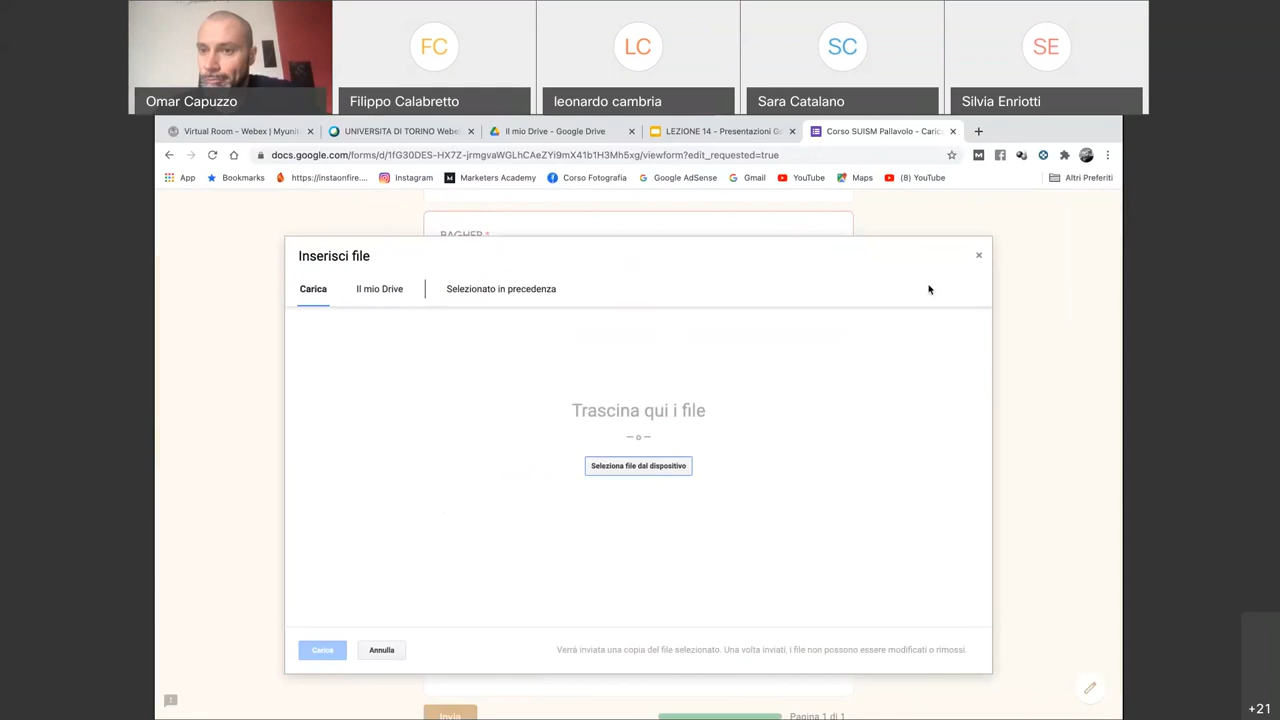 FC
LC
SC
SE
Omar Capuzzo
Filippo Calabretto
leonardo cambria
Sara Catalano
Silvia Enriotti
Virtual Room - Webex | Myunit
UNIVERSITA DI TORINO Webe
Il mio Drive - Google Drive
LEZIONE 14 - Presentazioni Go
Corso SUISM Pallavolo - Caric
docs.google.com/forms/d/1fG30DES-HX7Z-jrmgvaWGLhCAeZYi9mX41b1H3Mh5xg/viewform?edit_requested=true
App
Bookmarks
https://instaonfire....
Instagram
Marketers Academy
Corso Fotografia
Google AdSense
Gmail
YouTube
Maps
(8) YouTube
Altri Preferiti
BAGHER *
Inserisci file
Carica
Il mio Drive
Selezionato in precedenza
Trascina qui i file
— o —
Seleziona file dal dispositivo
Carica
Annulla
Verrà inviata una copia del file selezionato. Una volta inviati, i file non possono essere modificati o rimossi.
Invia
Pagina 1 di 1
+21